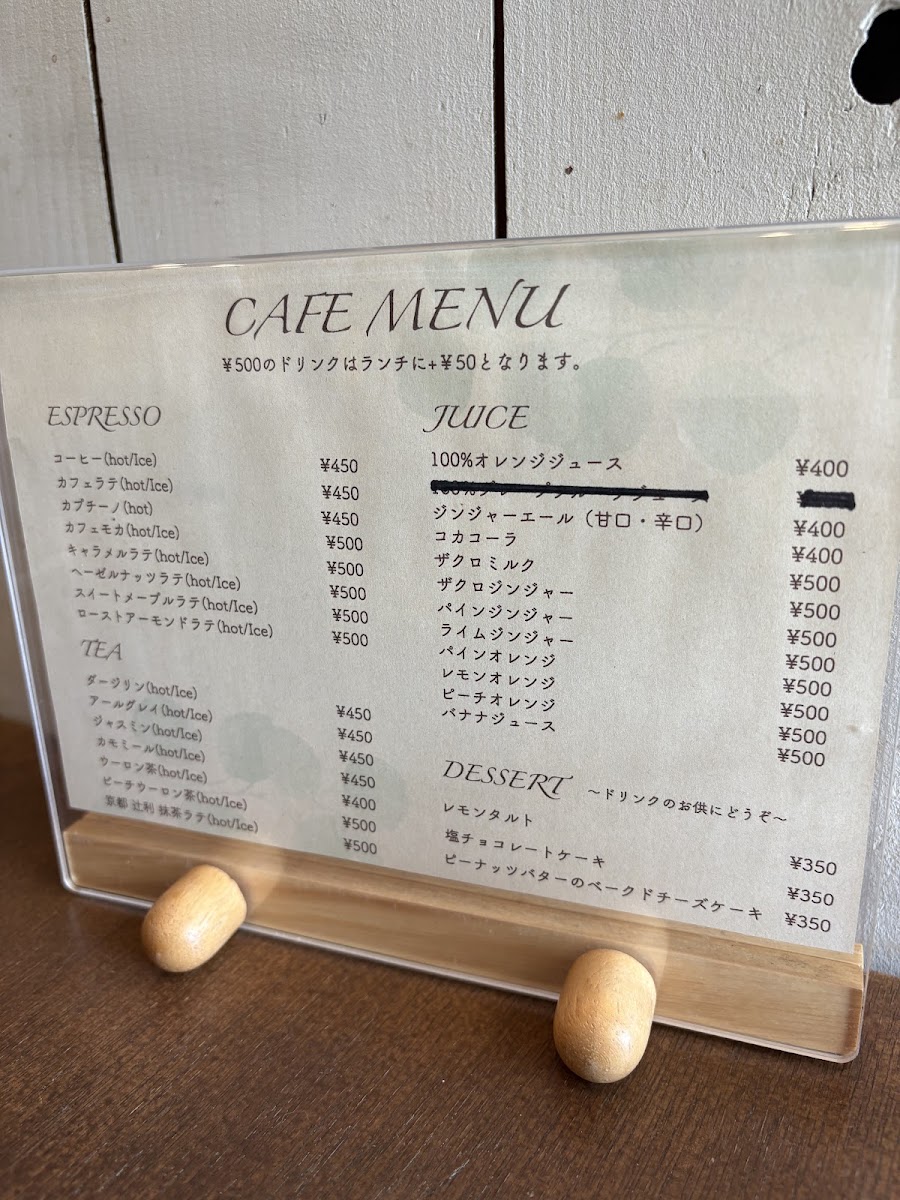 CAFE MENU
¥500のドリンクはランチに+¥50となります。
ESPRESSO
コーヒー(hot/Ice) ¥450
カフェラテ(hot/Ice) ¥450
カプチーノ(hot) ¥450
カフェモカ(hot/Ice) ¥500
キャラメルラテ(hot/Ice) ¥500
ヘーゼルナッツラテ(hot/Ice) ¥500
スイートメープルラテ(hot/Ice) ¥500
ローストアーモンドラテ(hot/Ice) ¥500
TEA
ダージリン(hot/Ice) ¥450
アールグレイ(hot/Ice) ¥450
ジャスミン(hot/Ice) ¥450
カモミール(hot/Ice) ¥450
ウーロン茶(hot/Ice) ¥400
ピーチウーロン茶(hot/Ice) ¥500
京都 辻利 抹茶ラテ(hot/Ice) ¥500
JUICE
100%オレンジジュース ¥400
ジンジャーエール（甘口・辛口） ¥400
コカコーラ ¥400
ザクロミルク ¥500
ザクロジンジャー ¥500
パインジンジャー ¥500
ライムジンジャー ¥500
パインオレンジ ¥500
レモンオレンジ ¥500
ピーチオレンジ ¥500
バナナジュース ¥500
DESSERT ～ドリンクのお供にどうぞ～
レモンタルト ¥350
塩チョコレートケーキ ¥350
ピーナッツバターのベークドチーズケーキ ¥350